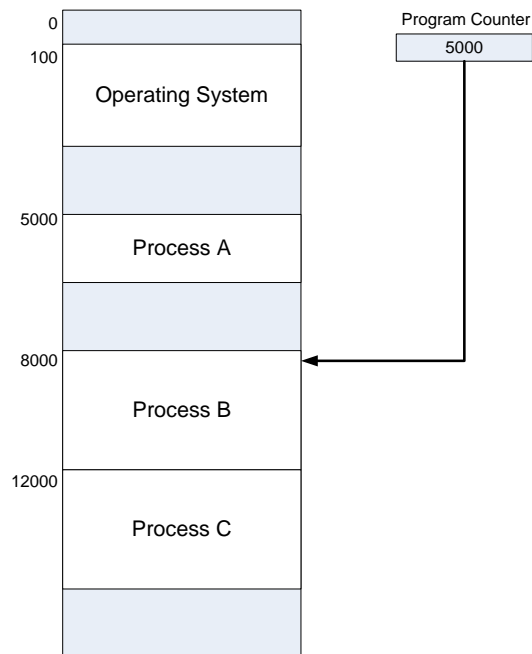 0
Program Counter
100
5000
Operating System
5000
Process A
8000
Process B
12000
Process C